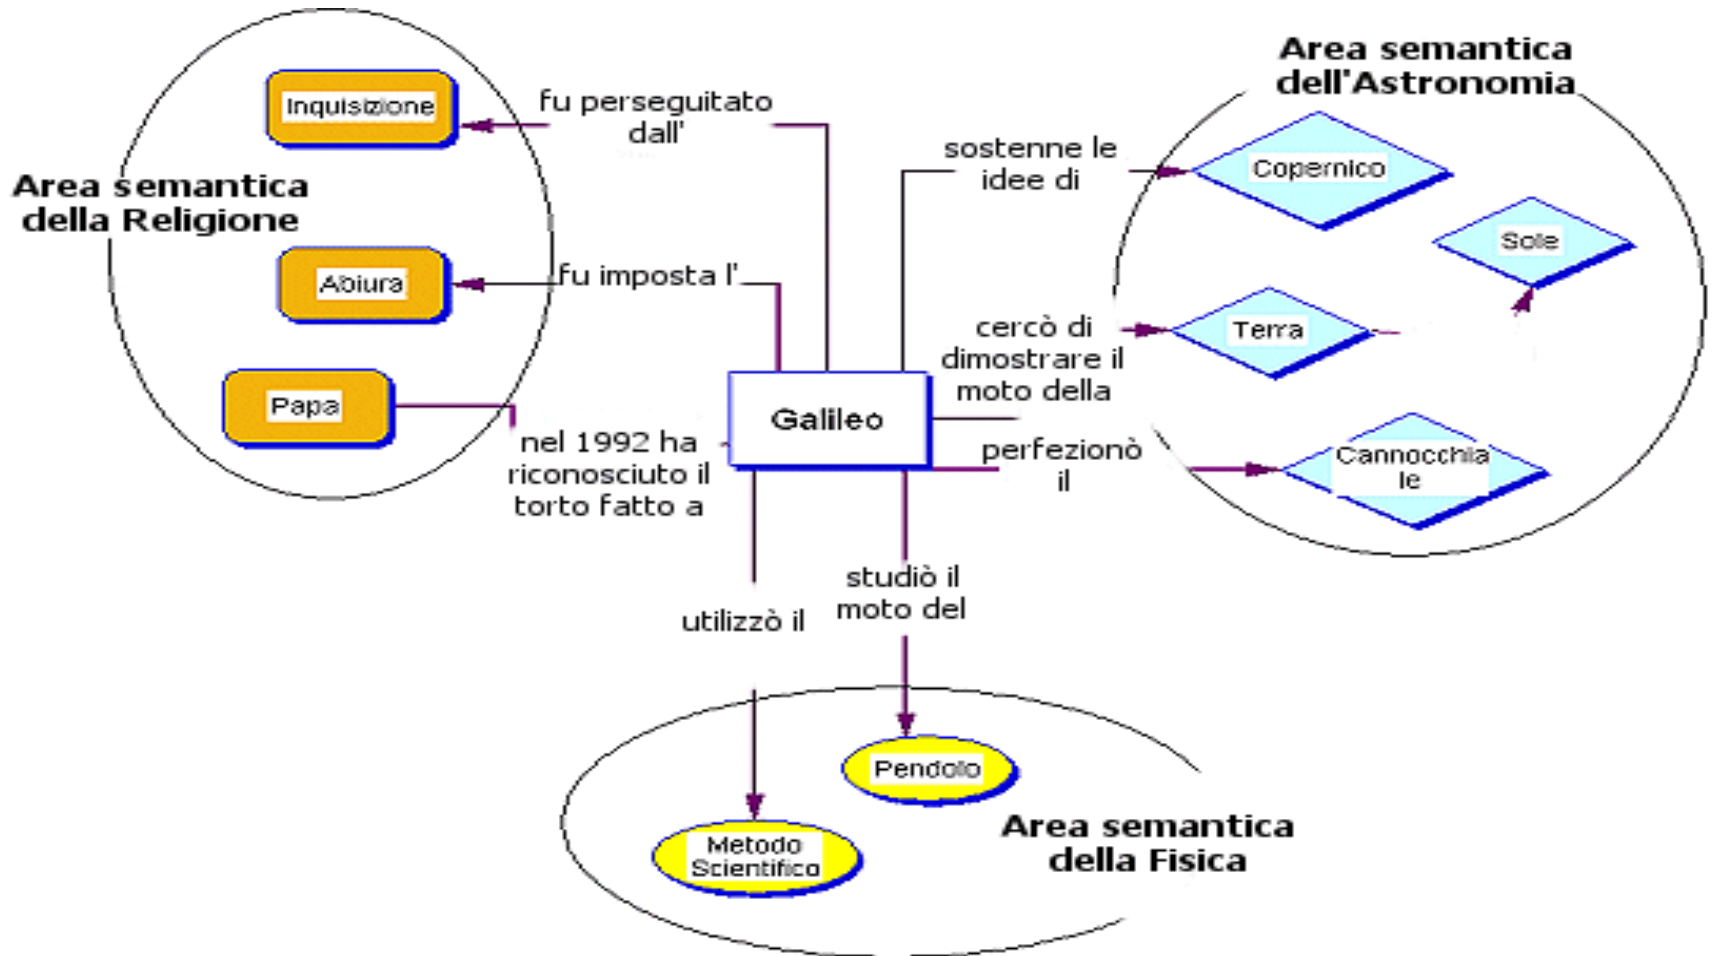 Area semantica
dell'Astronomia
Inquisizione
fu perseguitato
dall'
sostenne le
idee di
Copernico
Area semantica
della Religione
Sole
Abiura
fu imposta l'
cercò di
dimostrare il
moto della
Terra
Papa
Galileo
nel 1992 ha
riconosciuto il
torto fatto a
perfezionò
il
Cannocchia
le
studiò il
moto del
utilizzò il
Pendolo
Metodo
Scientifico
Area semantica
della Fisica